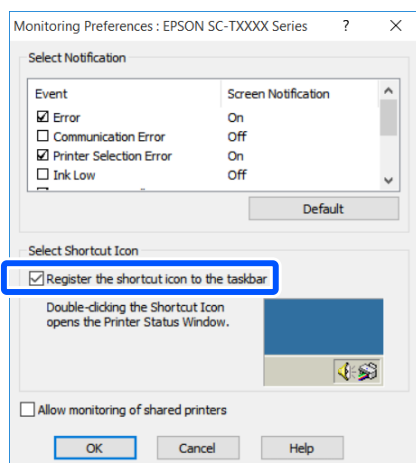 Monitoring Preferences : EPSON SC-TXXXX Series ? ×
Select Notification
Event Screen Notification
Error On
Communication Error Off
Printer Selection Error On
Ink Low Off
Default
Select Shortcut Icon
Register the shortcut icon to the taskbar
Double-clicking the Shortcut Icon
opens the Printer Status Window.
Allow monitoring of shared printers
OK Cancel Help